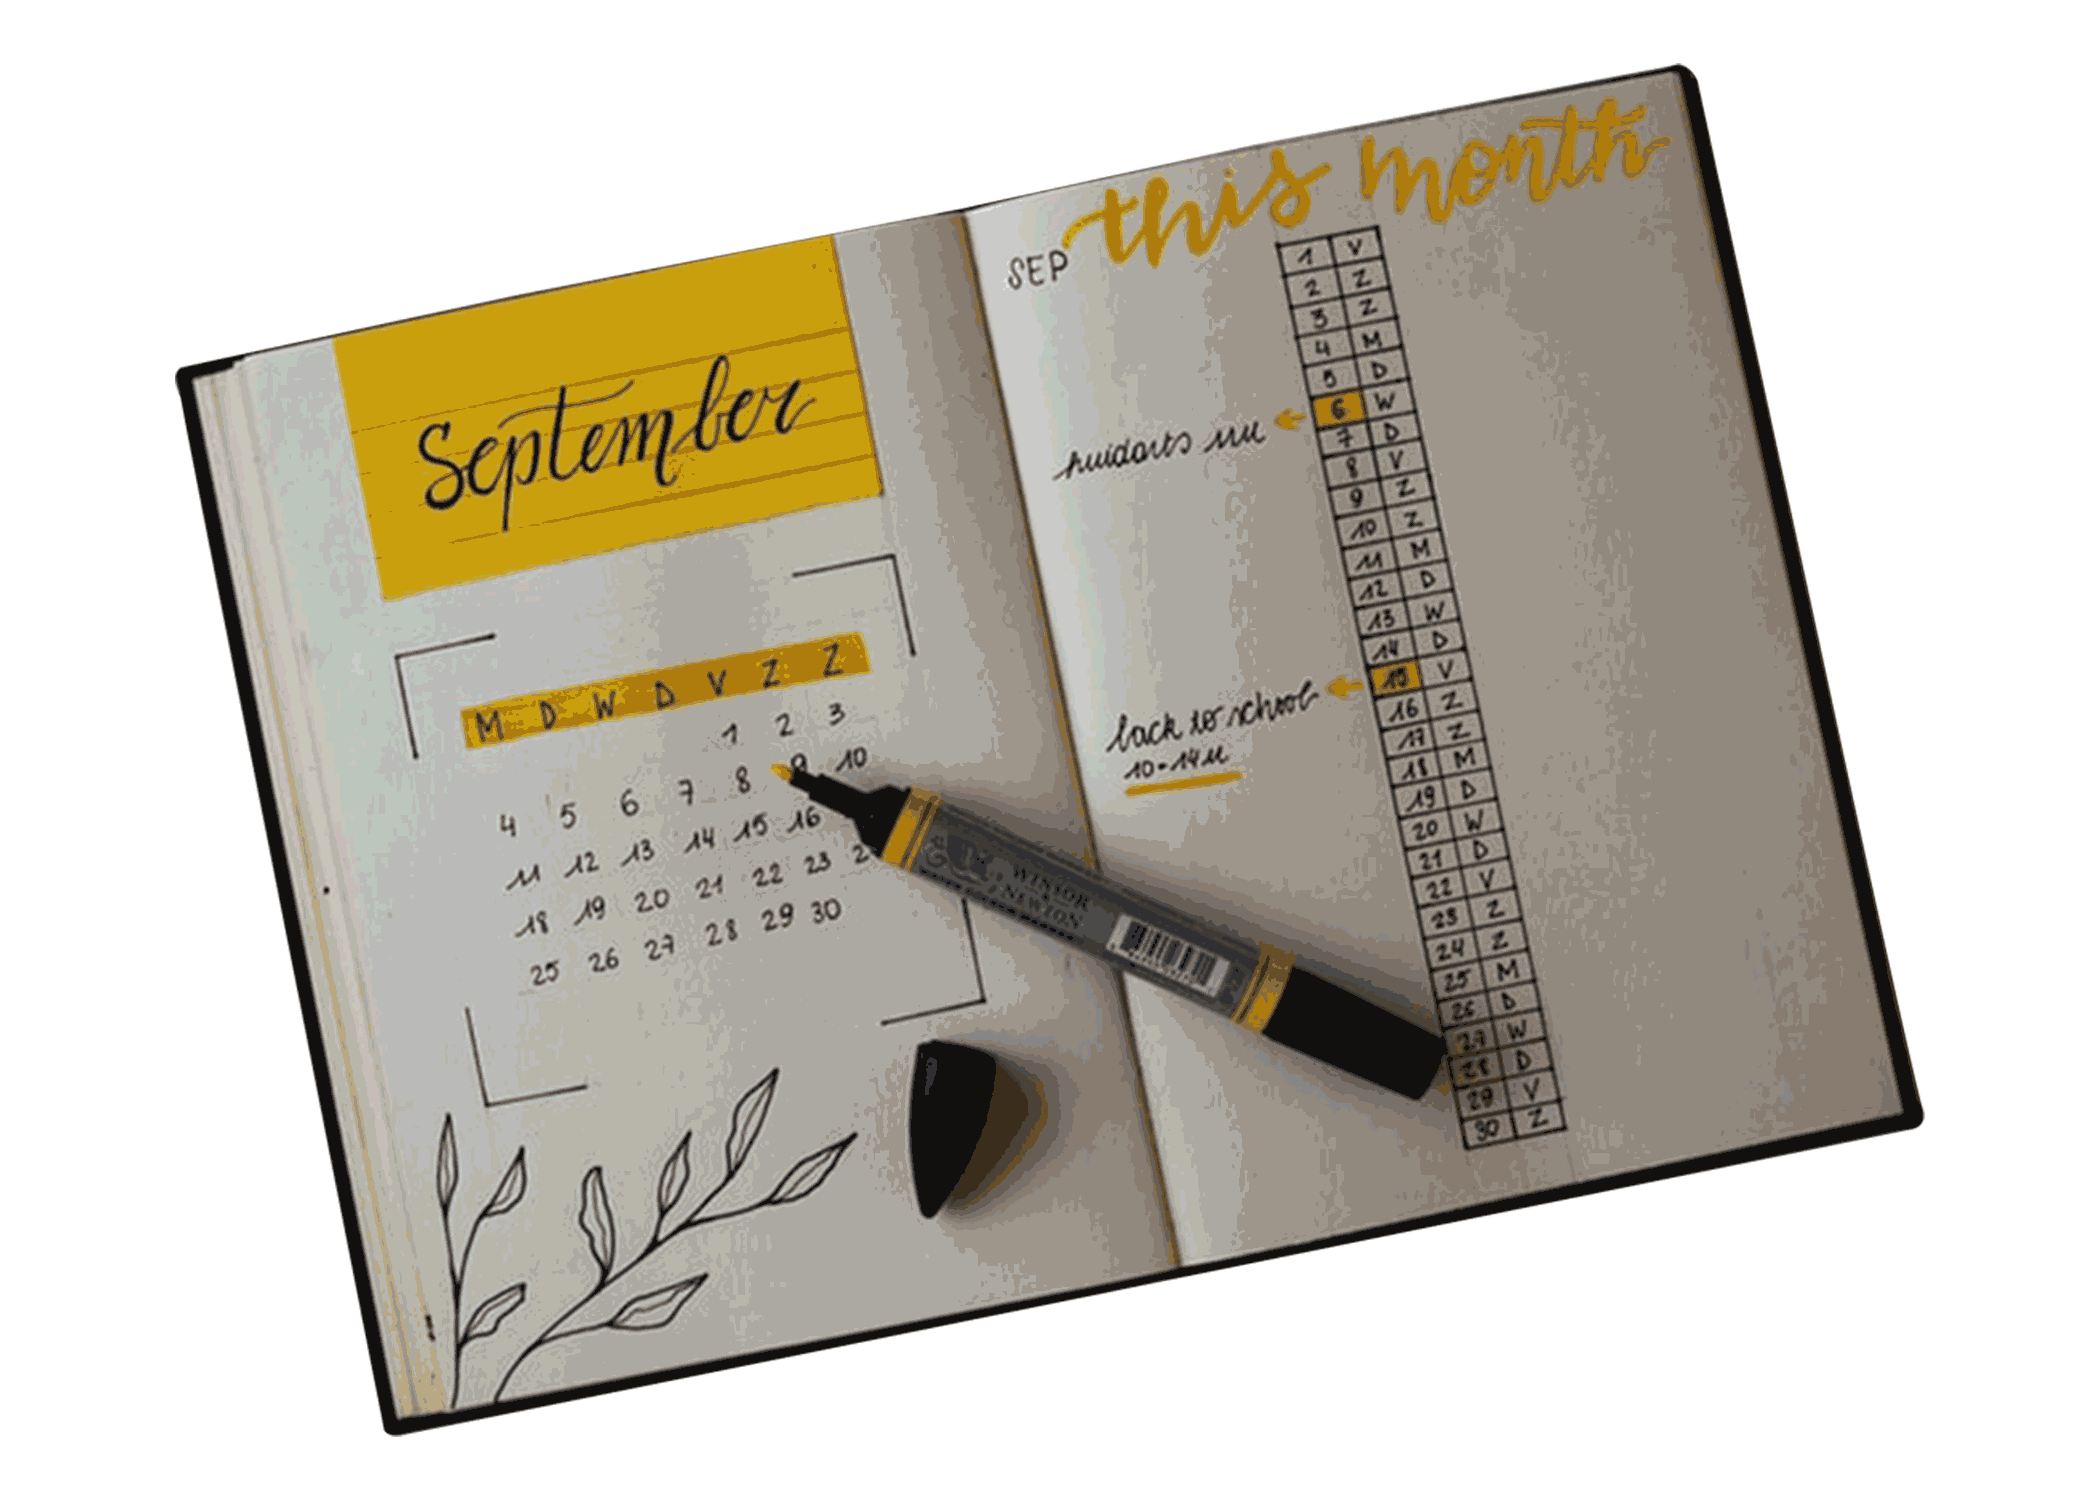 September
M D W D V Z Z
1 2 3
4 5 6 7 8 9 10
11 12 13 14 15 16
18 19 20 21 22 23
25 26 27 28 29 30
WINSOR
NEWTON
this month
SEP
1 V
2 Z
3 Z
4 M
5 D
6 W
huidarts 11u
7 D
8 V
9 Z
10 Z
11 M
12 D
13 W
14 D
15 V
back to school
10-14u
16 Z
17 Z
18 M
19 D
20 W
21 D
22 V
23 Z
24 Z
25 M
26 D
27 W
28 D
29 V
30 Z